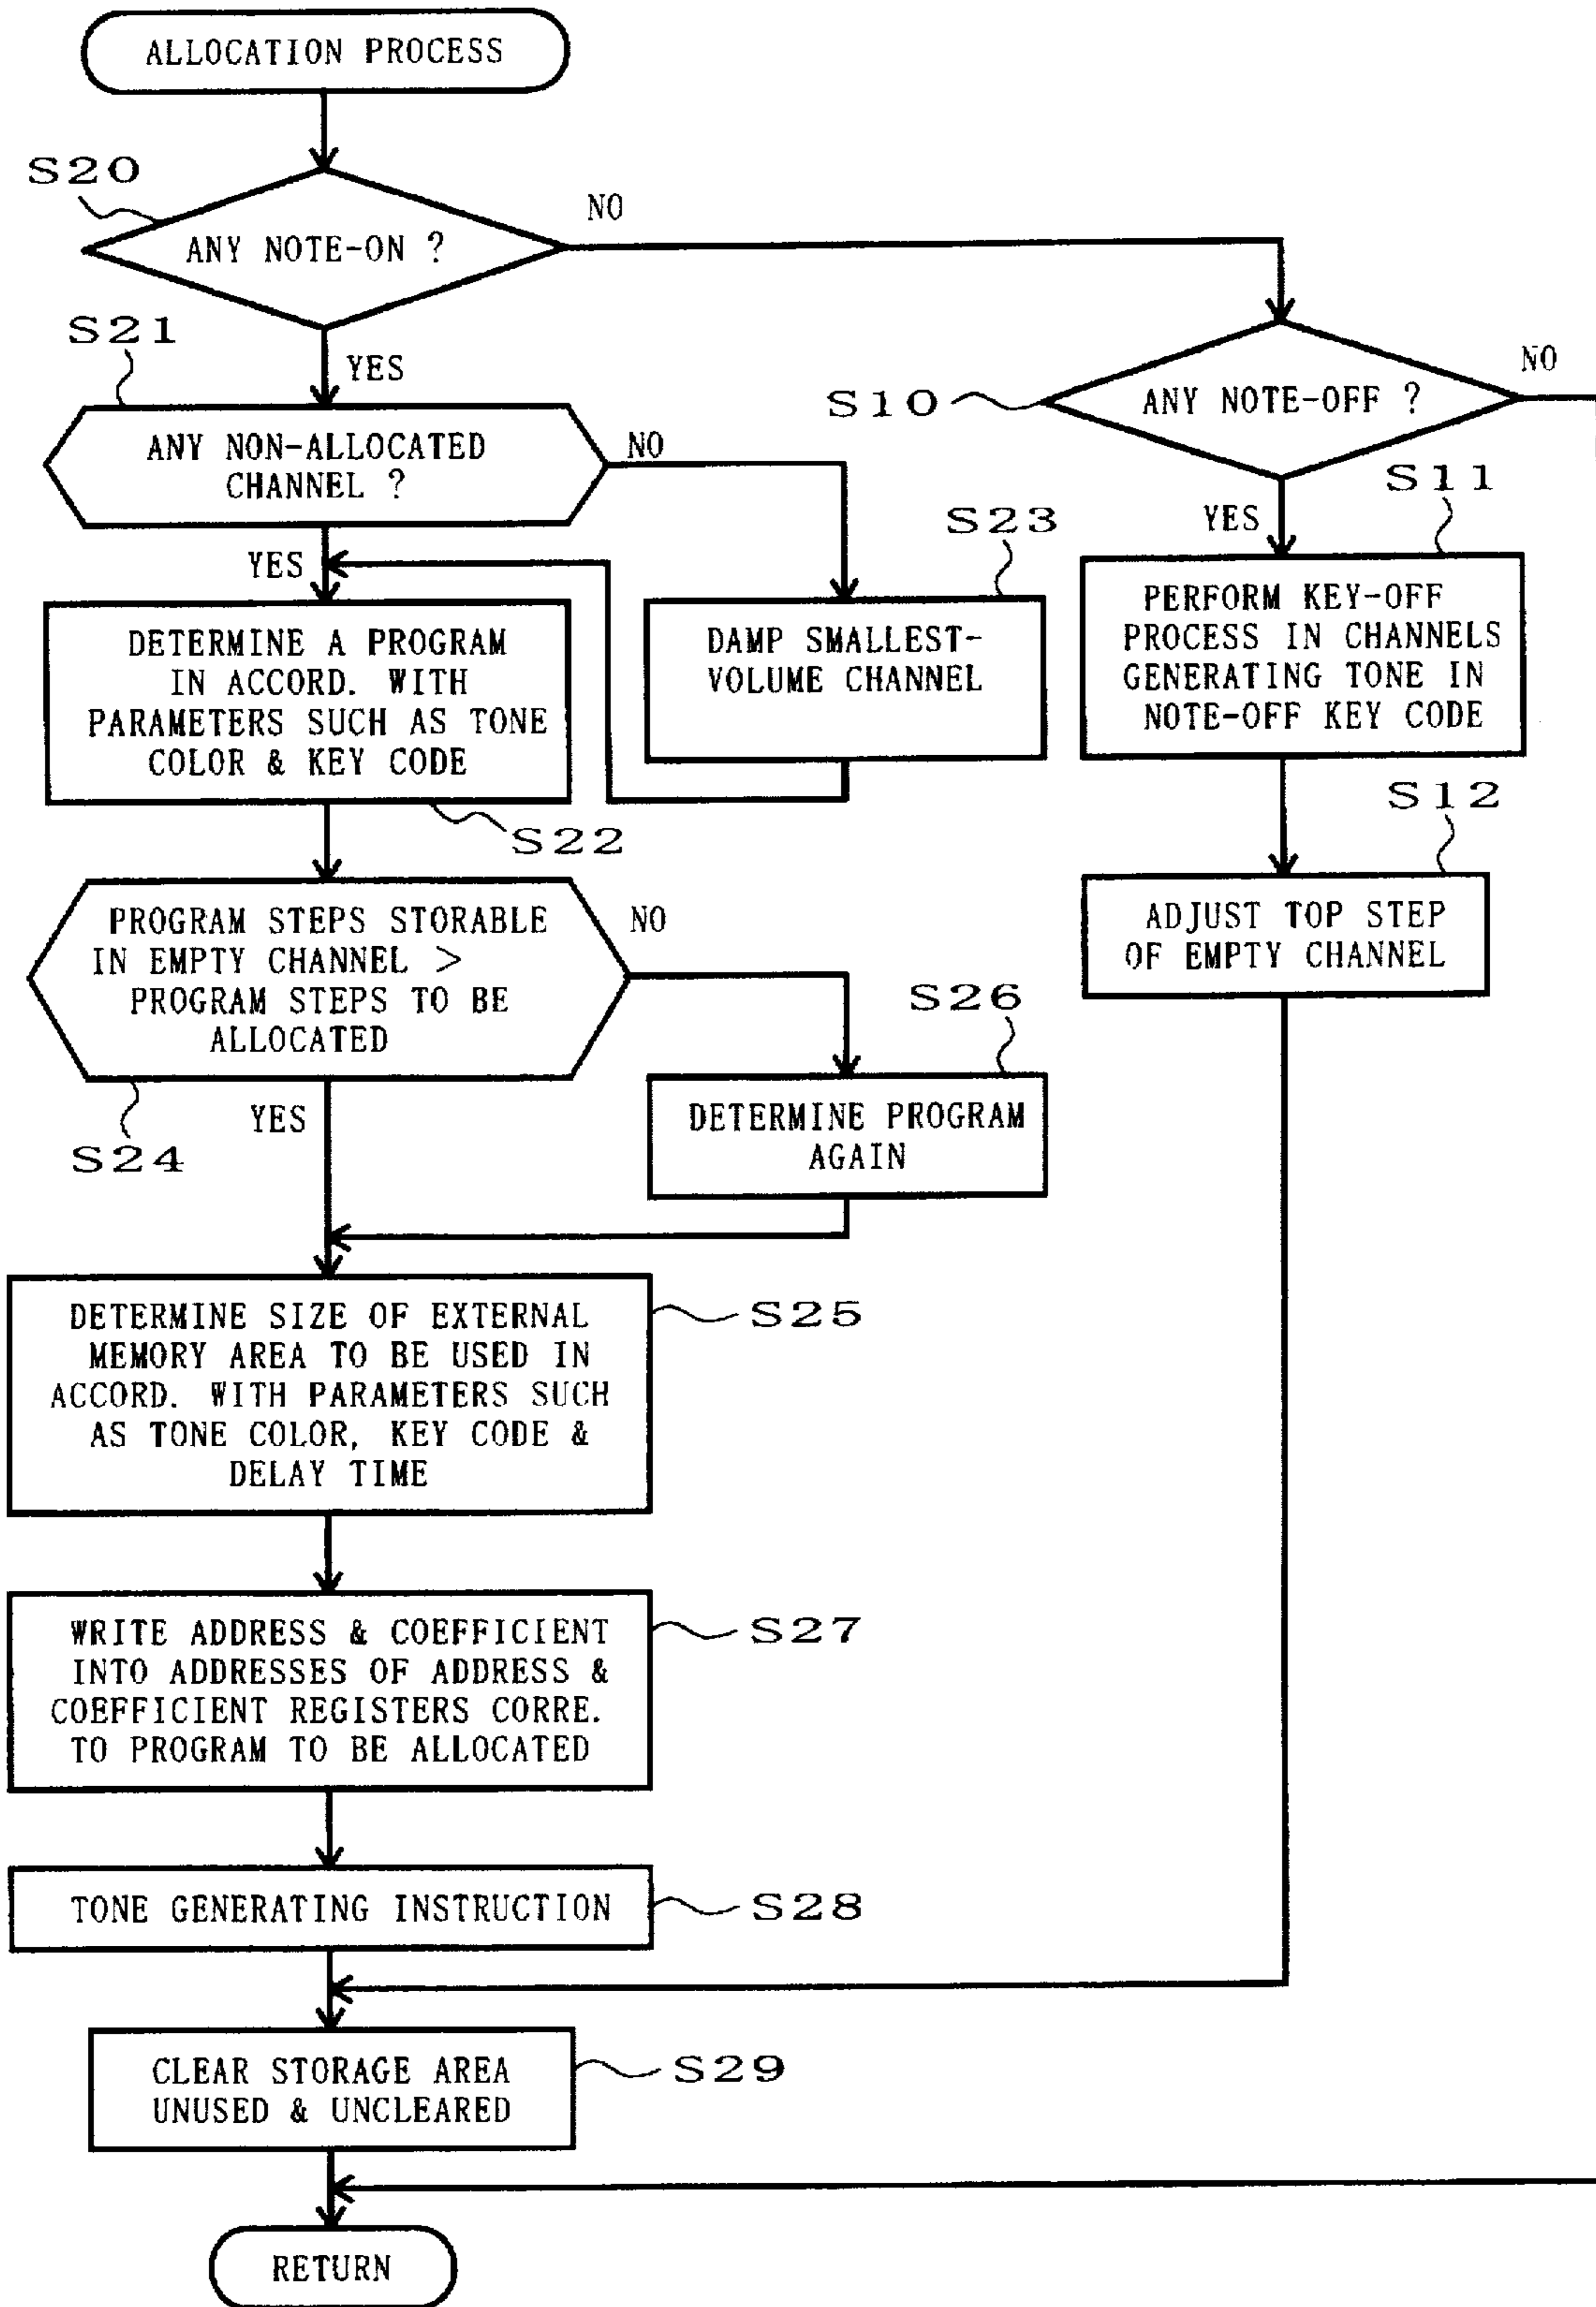 ALLOCATION PROCESS
S20
ANY NOTE-ON ?
NO
YES
S21
ANY NON-ALLOCATED
CHANNEL ?
NO
YES
S23
DAMP SMALLEST-
VOLUME CHANNEL
DETERMINE A PROGRAM
IN ACCORD. WITH
PARAMETERS SUCH AS TONE
COLOR & KEY CODE
S22
PROGRAM STEPS STORABLE
IN EMPTY CHANNEL >
PROGRAM STEPS TO BE
ALLOCATED
NO
YES
S24
S26
DETERMINE PROGRAM
AGAIN
S10
ANY NOTE-OFF ?
NO
YES
S11
PERFORM KEY-OFF
PROCESS IN CHANNELS
GENERATING TONE IN
NOTE-OFF KEY CODE
S12
ADJUST TOP STEP
OF EMPTY CHANNEL
DETERMINE SIZE OF EXTERNAL
MEMORY AREA TO BE USED IN
ACCORD. WITH PARAMETERS SUCH
AS TONE COLOR, KEY CODE &
DELAY TIME
S25
WRITE ADDRESS & COEFFICIENT
INTO ADDRESSES OF ADDRESS &
COEFFICIENT REGISTERS CORRE.
TO PROGRAM TO BE ALLOCATED
S27
TONE GENERATING INSTRUCTION
S28
CLEAR STORAGE AREA
UNUSED & UNCLEARED
S29
RETURN